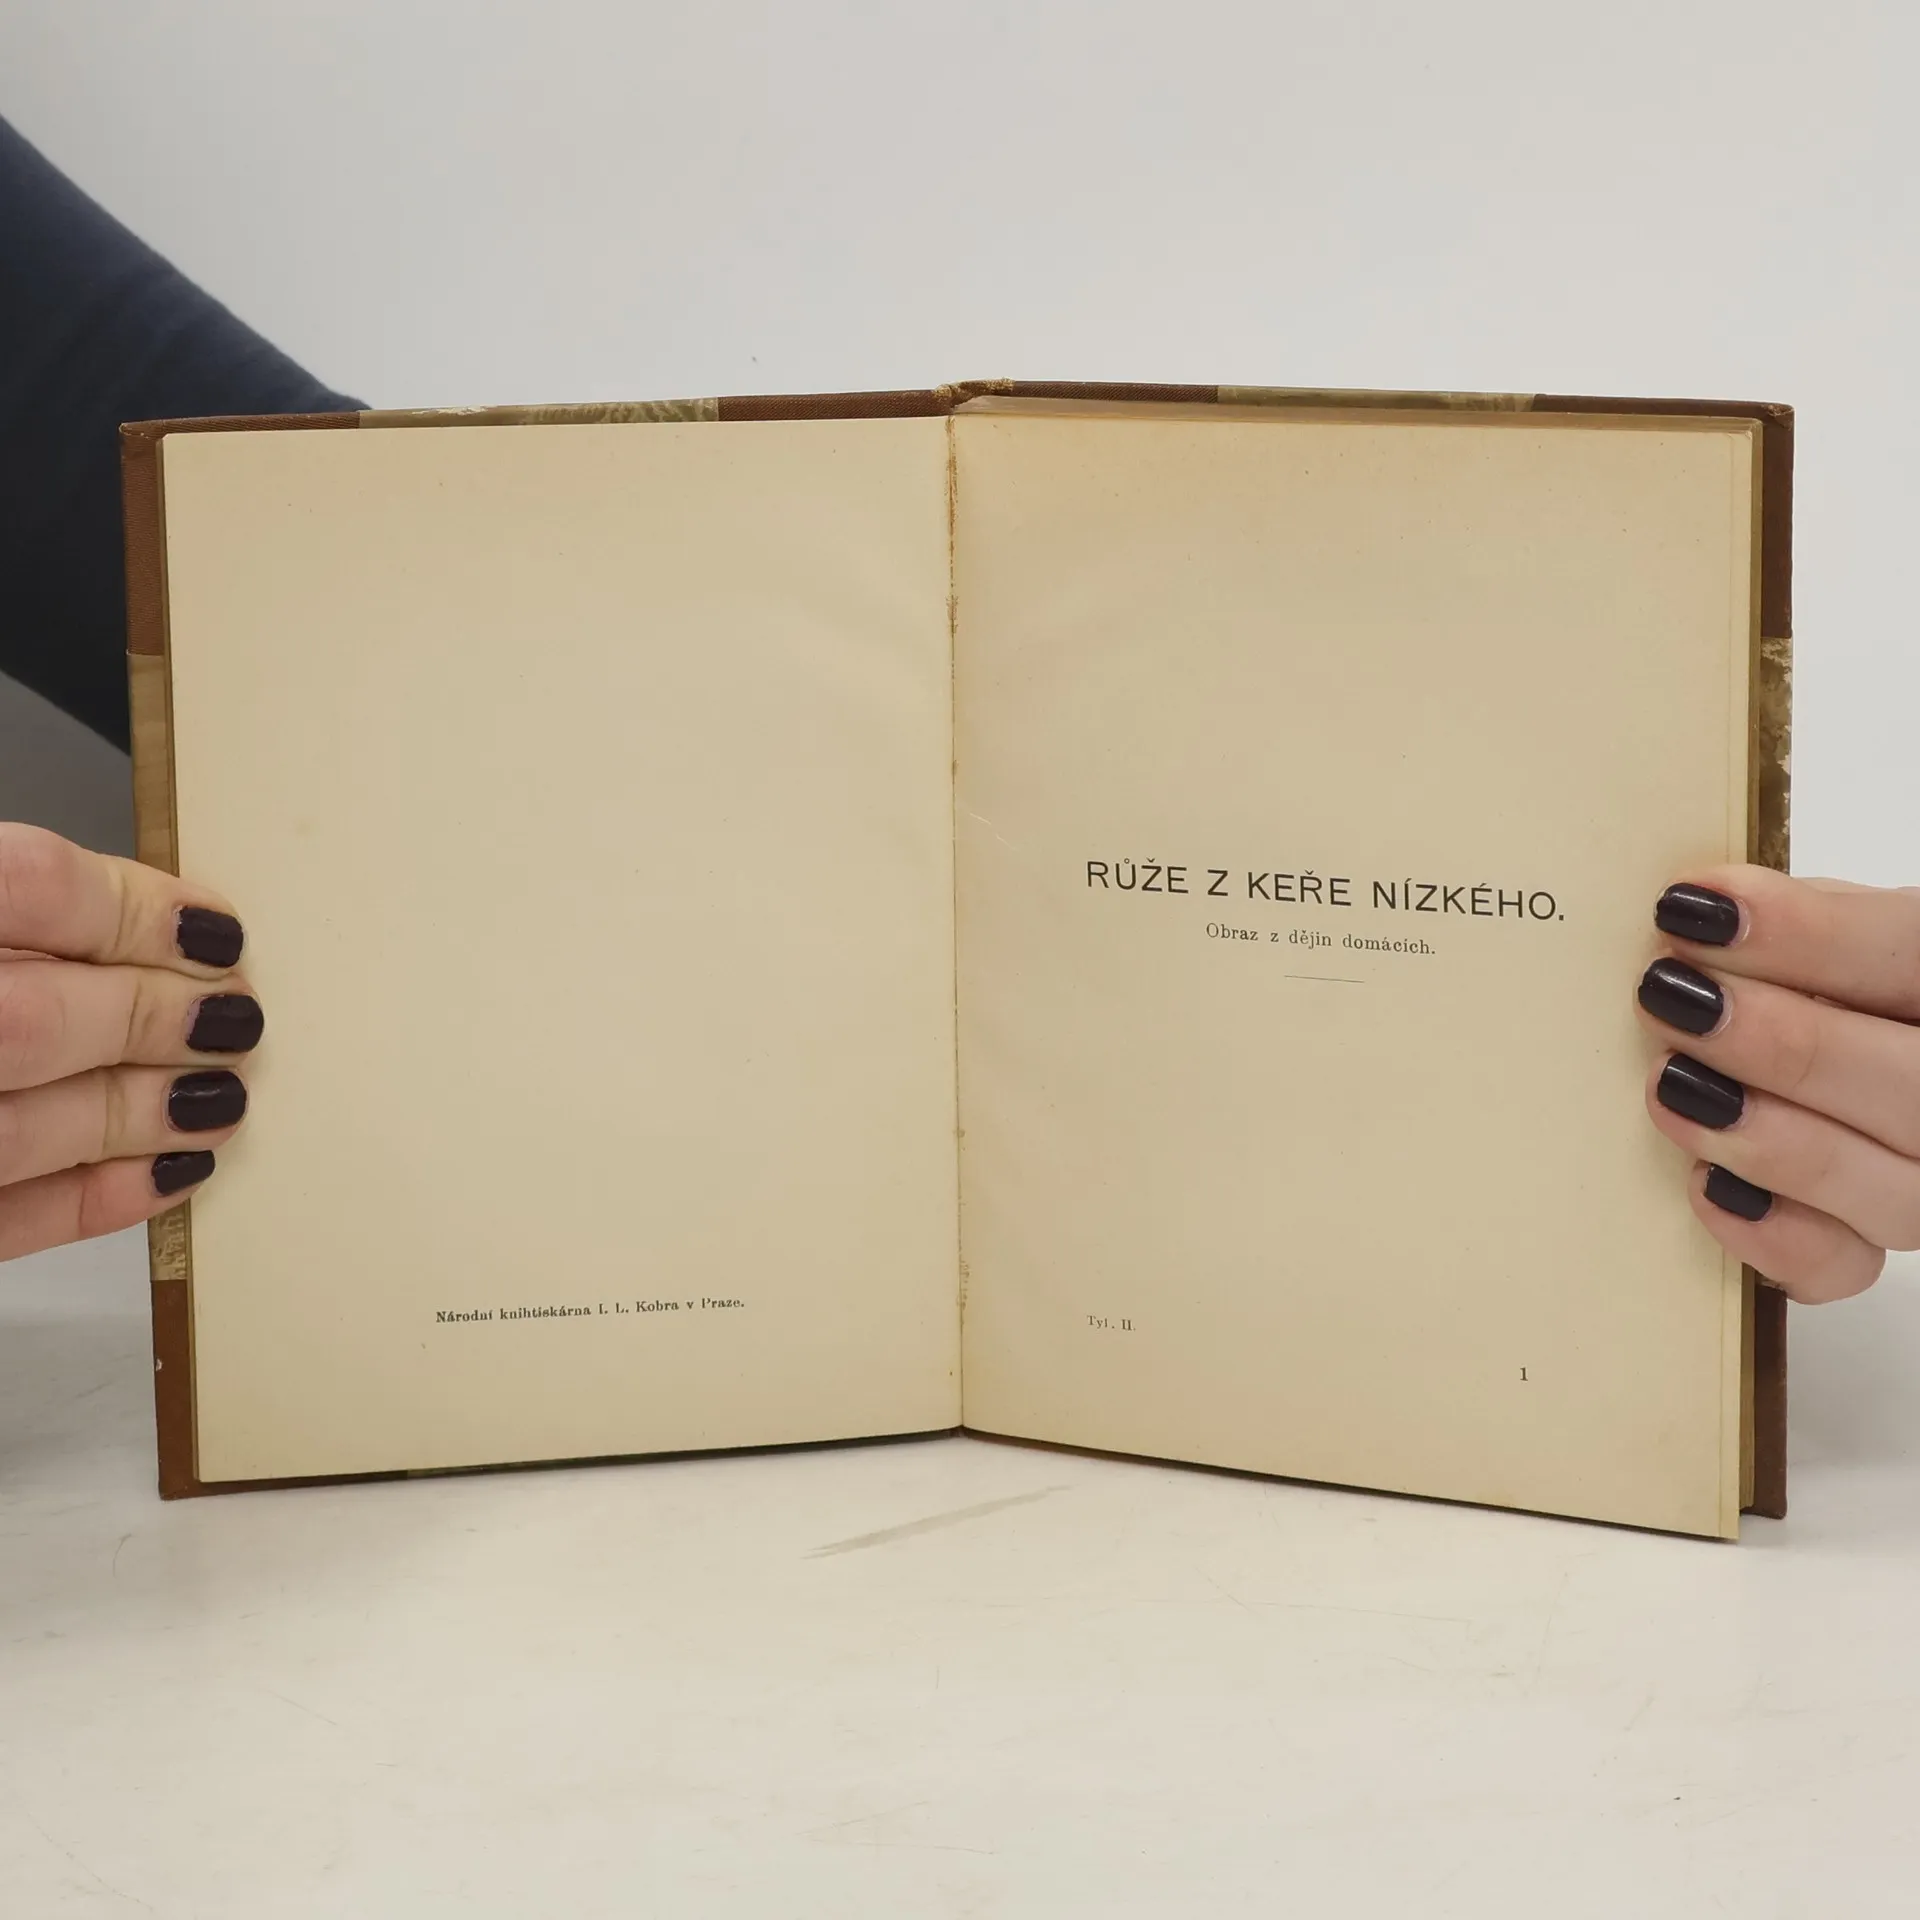 Národní knihtiskárna I. L. Kobra v Praze.
RŮŽE Z KEŘE NÍZKÉHO.
Obraz z dějin domácích.
Tyl. II.
1